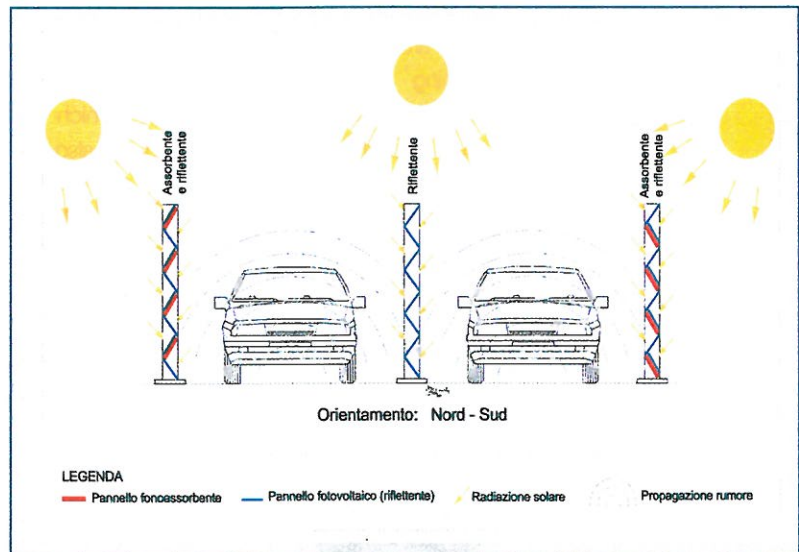 Assorbente
e riflettente
Riflettente
Assorbente
e riflettente
Orientamento: Nord - Sud
LEGENDA
Pannello fonoassorbente
Pannello fotovoltaico (riflettente)
Radiazione solare
Propagazione rumore